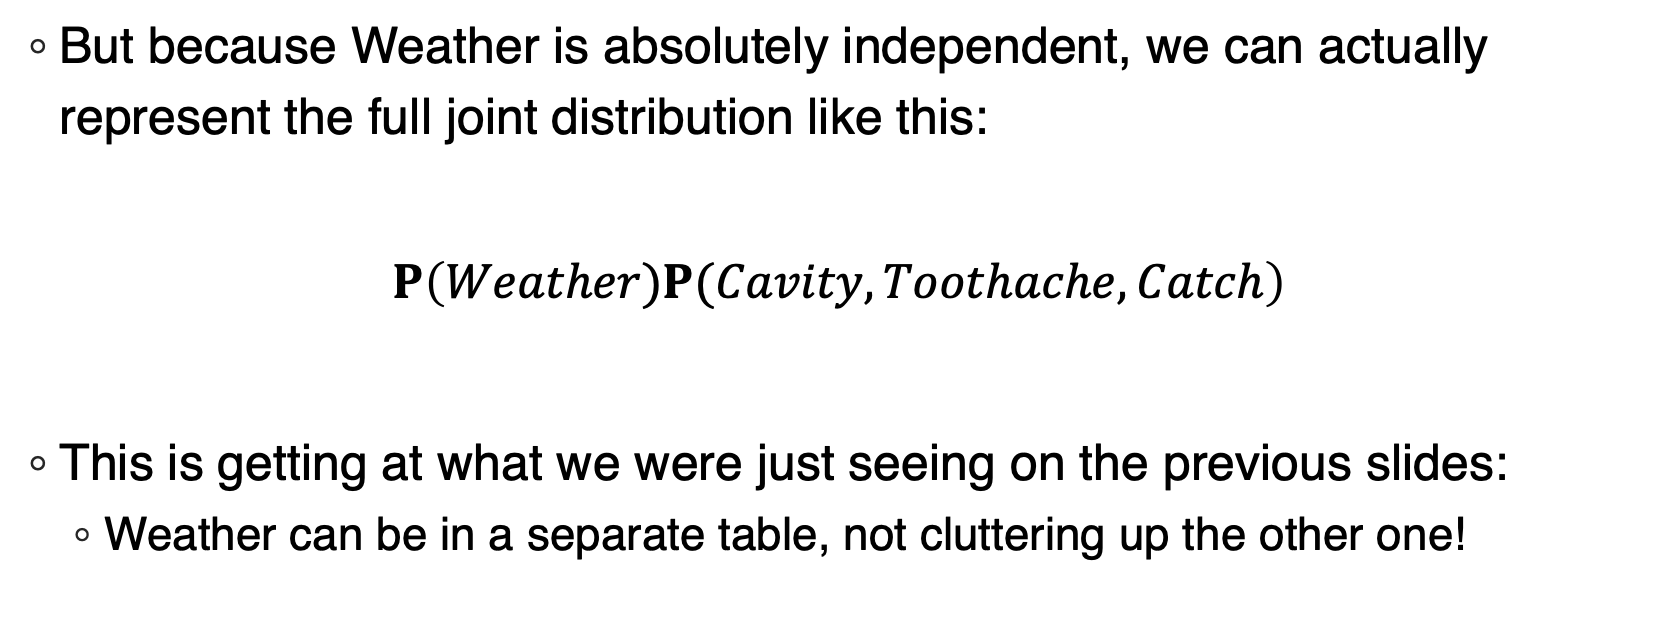 ◦ But because Weather is absolutely independent, we can actually
represent the full joint distribution like this:
𝐏(𝑊𝑒𝑎𝑡ℎ𝑒𝑟)𝐏(𝐶𝑎𝑣𝑖𝑡𝑦, 𝑇𝑜𝑜𝑡ℎ𝑎𝑐ℎ𝑒, 𝐶𝑎𝑡𝑐ℎ)
◦ This is getting at what we were just seeing on the previous slides:
◦ Weather can be in a separate table, not cluttering up the other one!